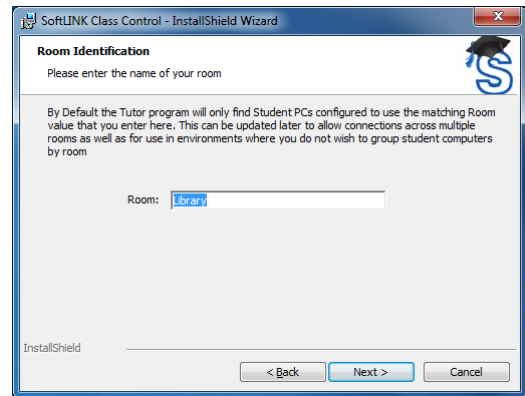 SoftLINK Class Control - InstallShield Wizard
Room Identification
Please enter the name of your room
By Default the Tutor program will only find Student PCs configured to use the matching Room
value that you enter here. This can be updated later to allow connections across multiple
rooms as well as for use in environments where you do not wish to group student computers
by room
Room: Library
InstallShield
< Back Next > Cancel